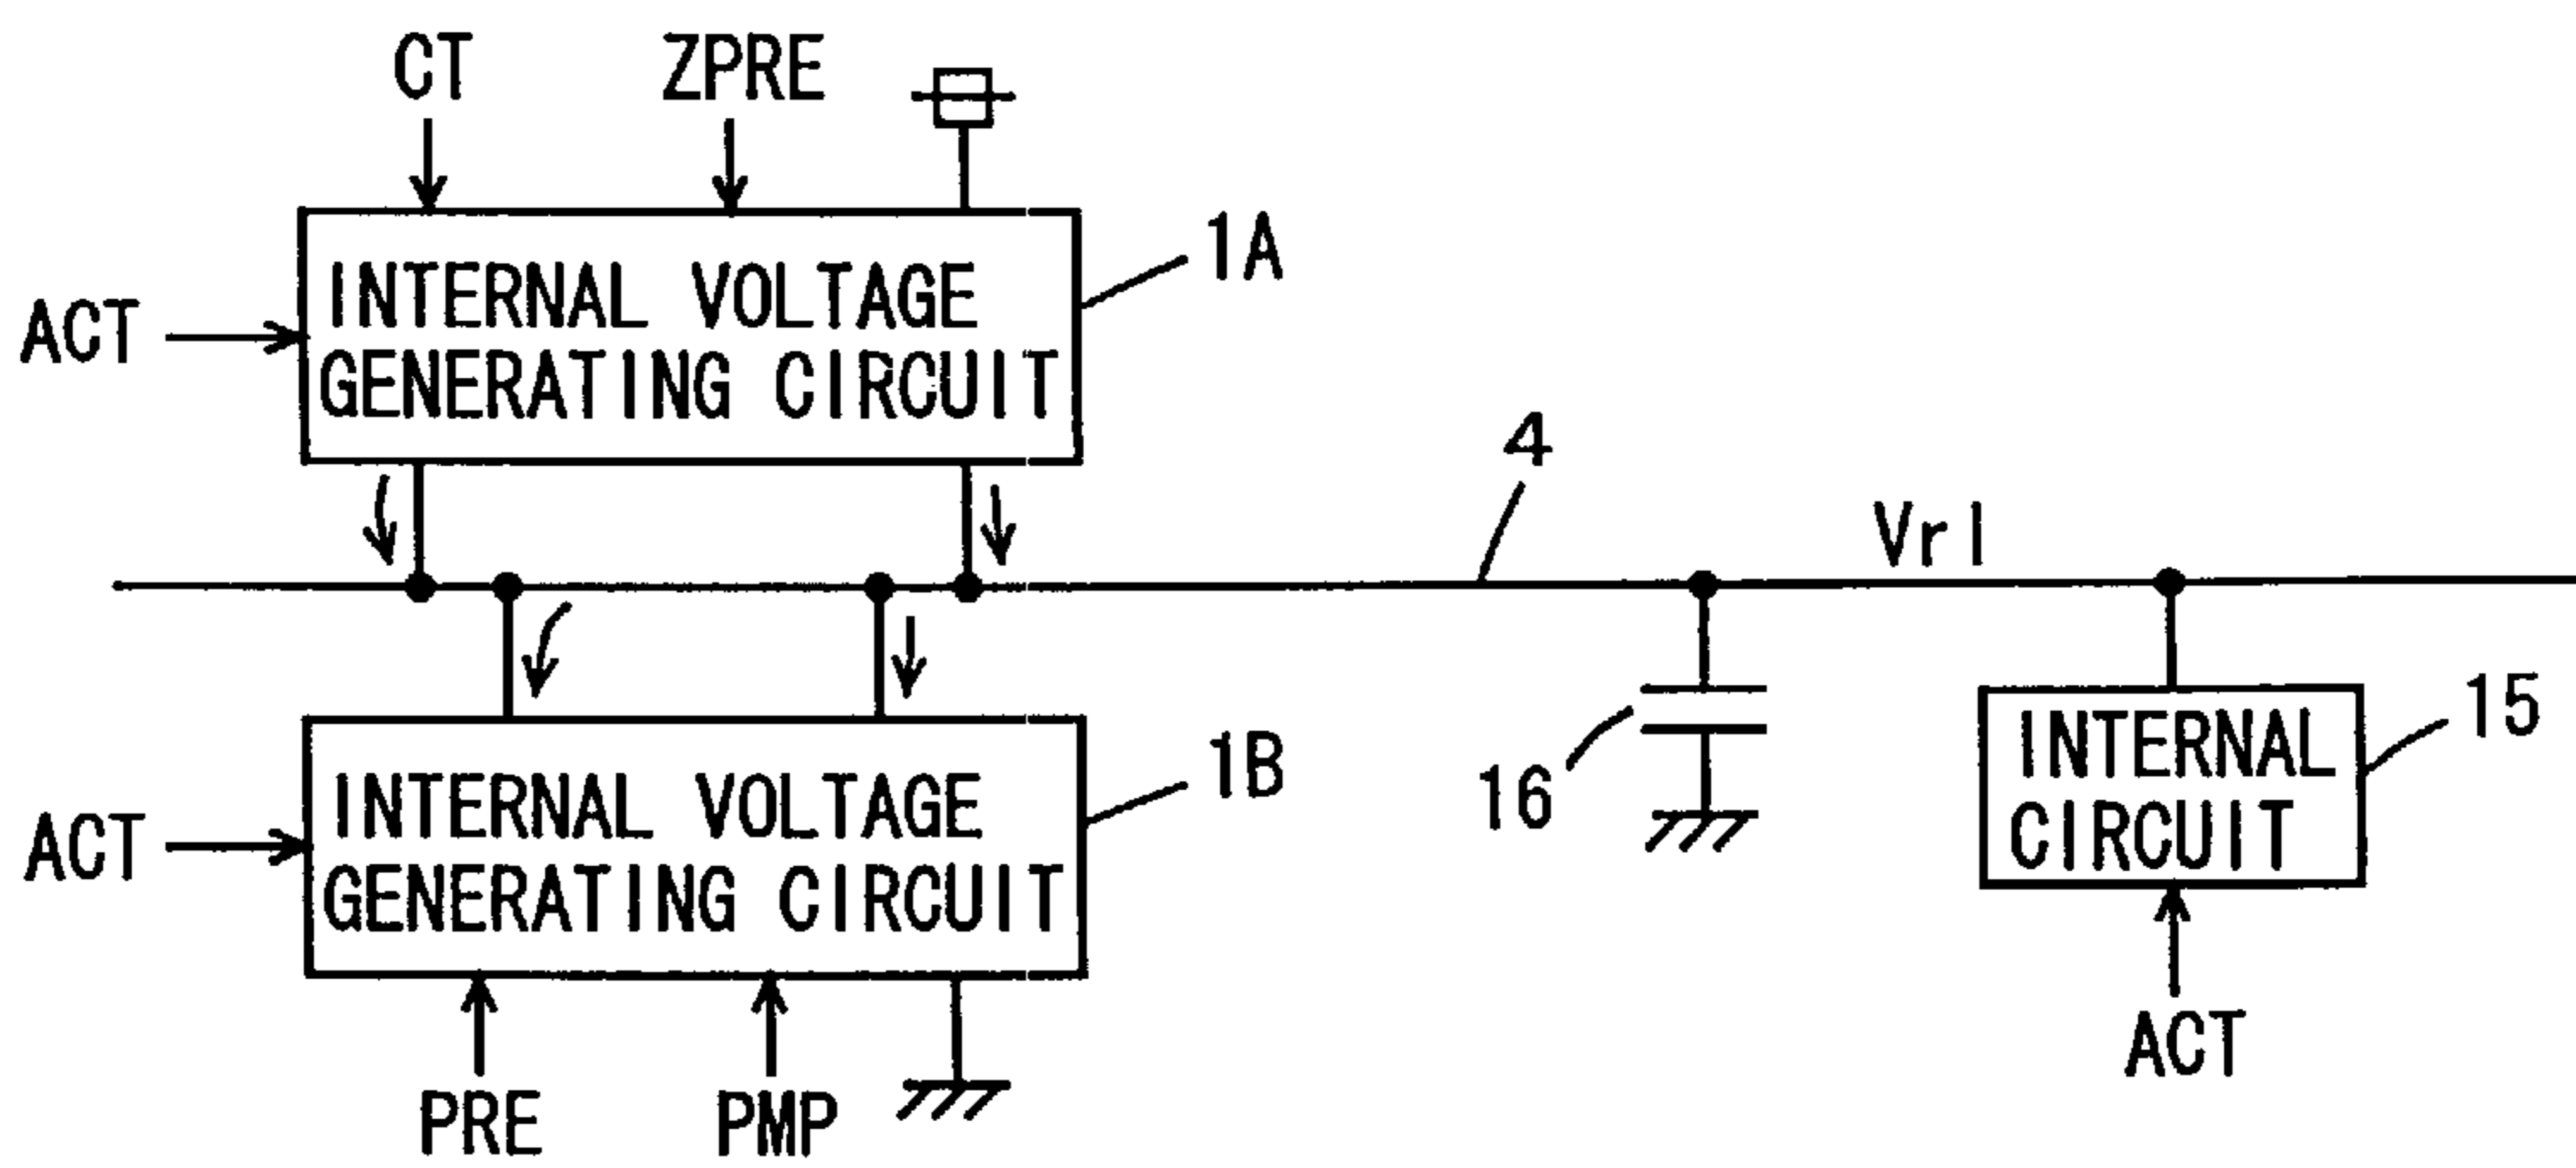 CT
ZPRE
1A
INTERNAL VOLTAGE
GENERATING CIRCUIT
ACT
4
Vrl
1B
INTERNAL VOLTAGE
GENERATING CIRCUIT
ACT
16
15
INTERNAL
CIRCUIT
ACT
PRE
PMP